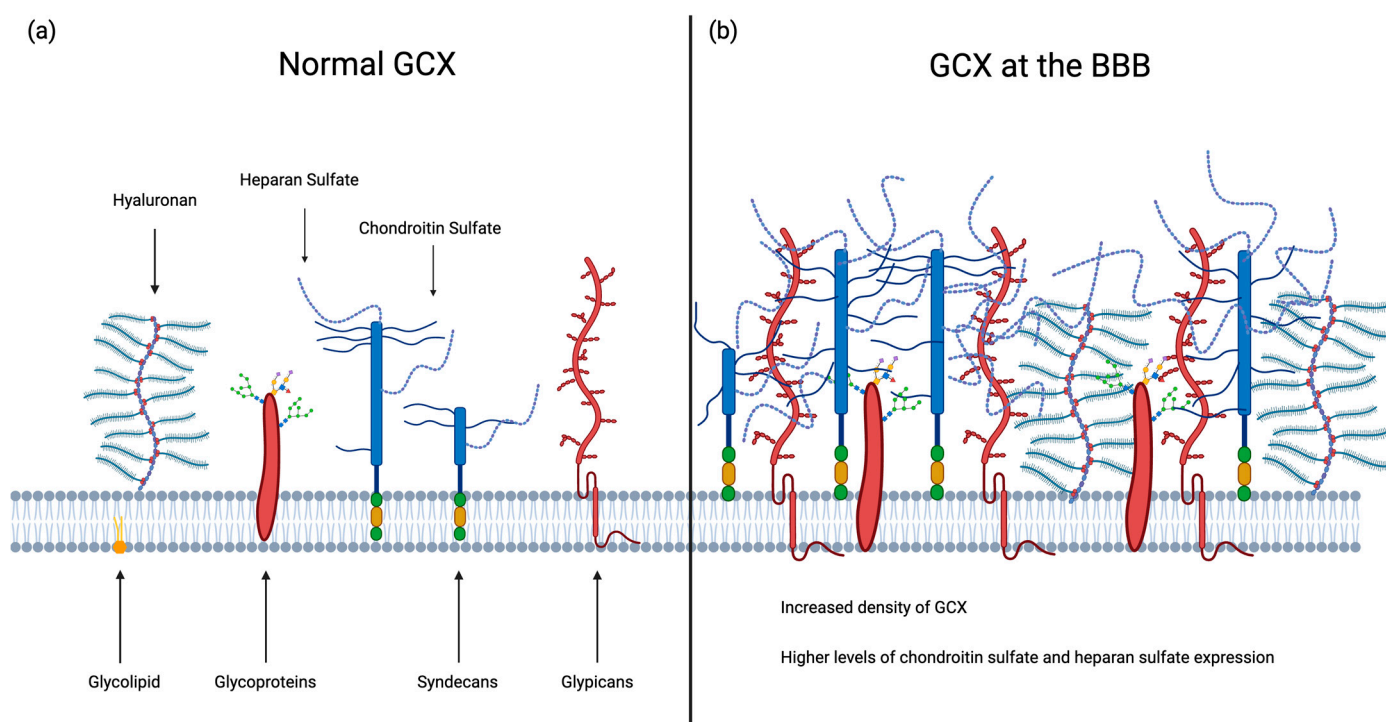 (a)
Normal GCX
Heparan Sulfate
Hyaluronan
Chondroitin Sulfate
Glycolipid
Glycoproteins
Syndecans
Glypicans
(b)
GCX at the BBB
Increased density of GCX
Higher levels of chondroitin sulfate and heparan sulfate expression